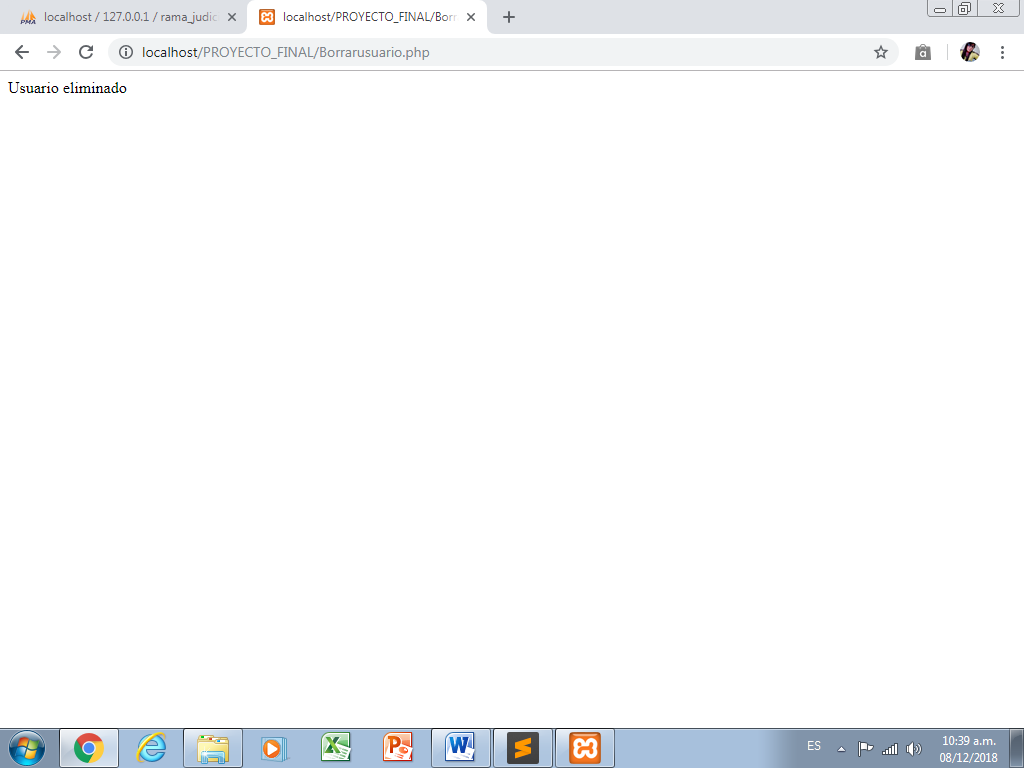 localhost / 127.0.0.1 / rama_judic
localhost/PROYECTO_FINAL/Borr
localhost/PROYECTO_FINAL/Borrarusuario.php
Usuario eliminado
ES
10:39 a.m.
08/12/2018